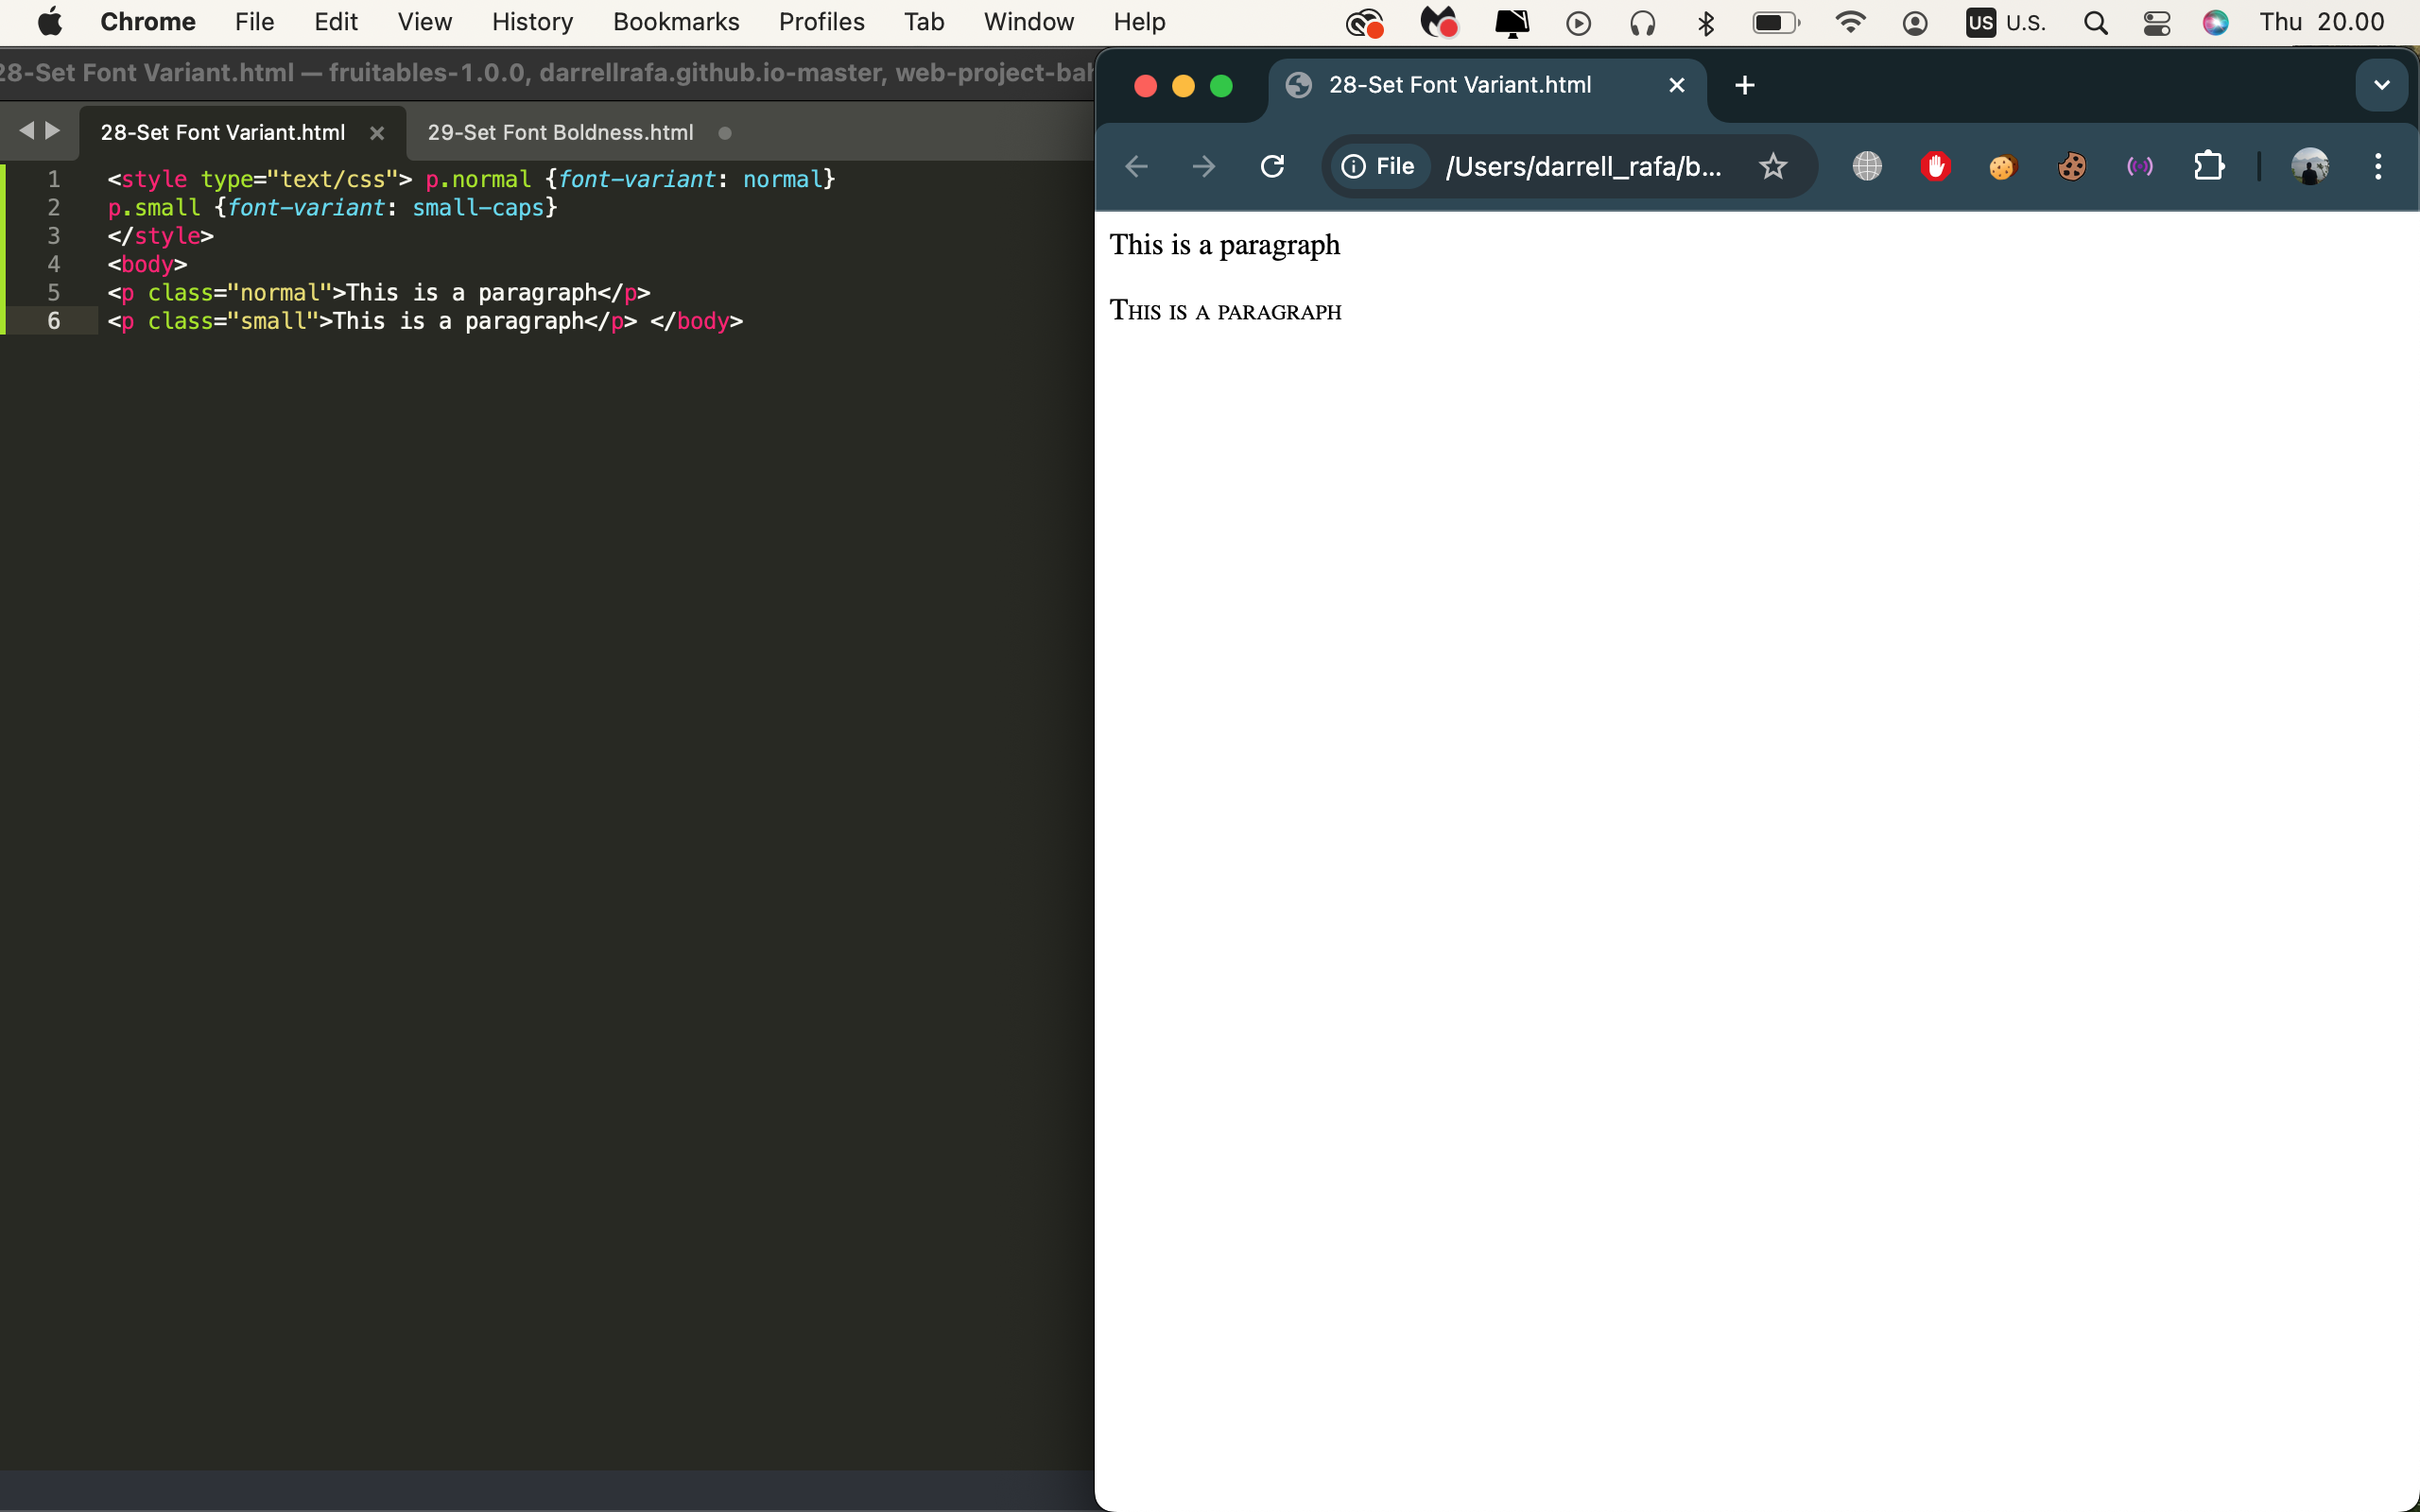 Chrome File Edit View History Bookmarks Profiles Tab Window Help US U.S. Thu 20.00
28-Set Font Variant.html — fruitables-1.0.0, darrellrafa.github.io-master, web-project-bah
28-Set Font Variant.html
29-Set Font Boldness.html
1 <style type="text/css"> p.normal {font-variant: normal}
2 p.small {font-variant: small-caps}
3 </style>
4 <body>
5 <p class="normal">This is a paragraph</p>
6 <p class="small">This is a paragraph</p> </body>
28-Set Font Variant.html
File /Users/darrell_rafa/b...
This is a paragraph
This is a paragraph